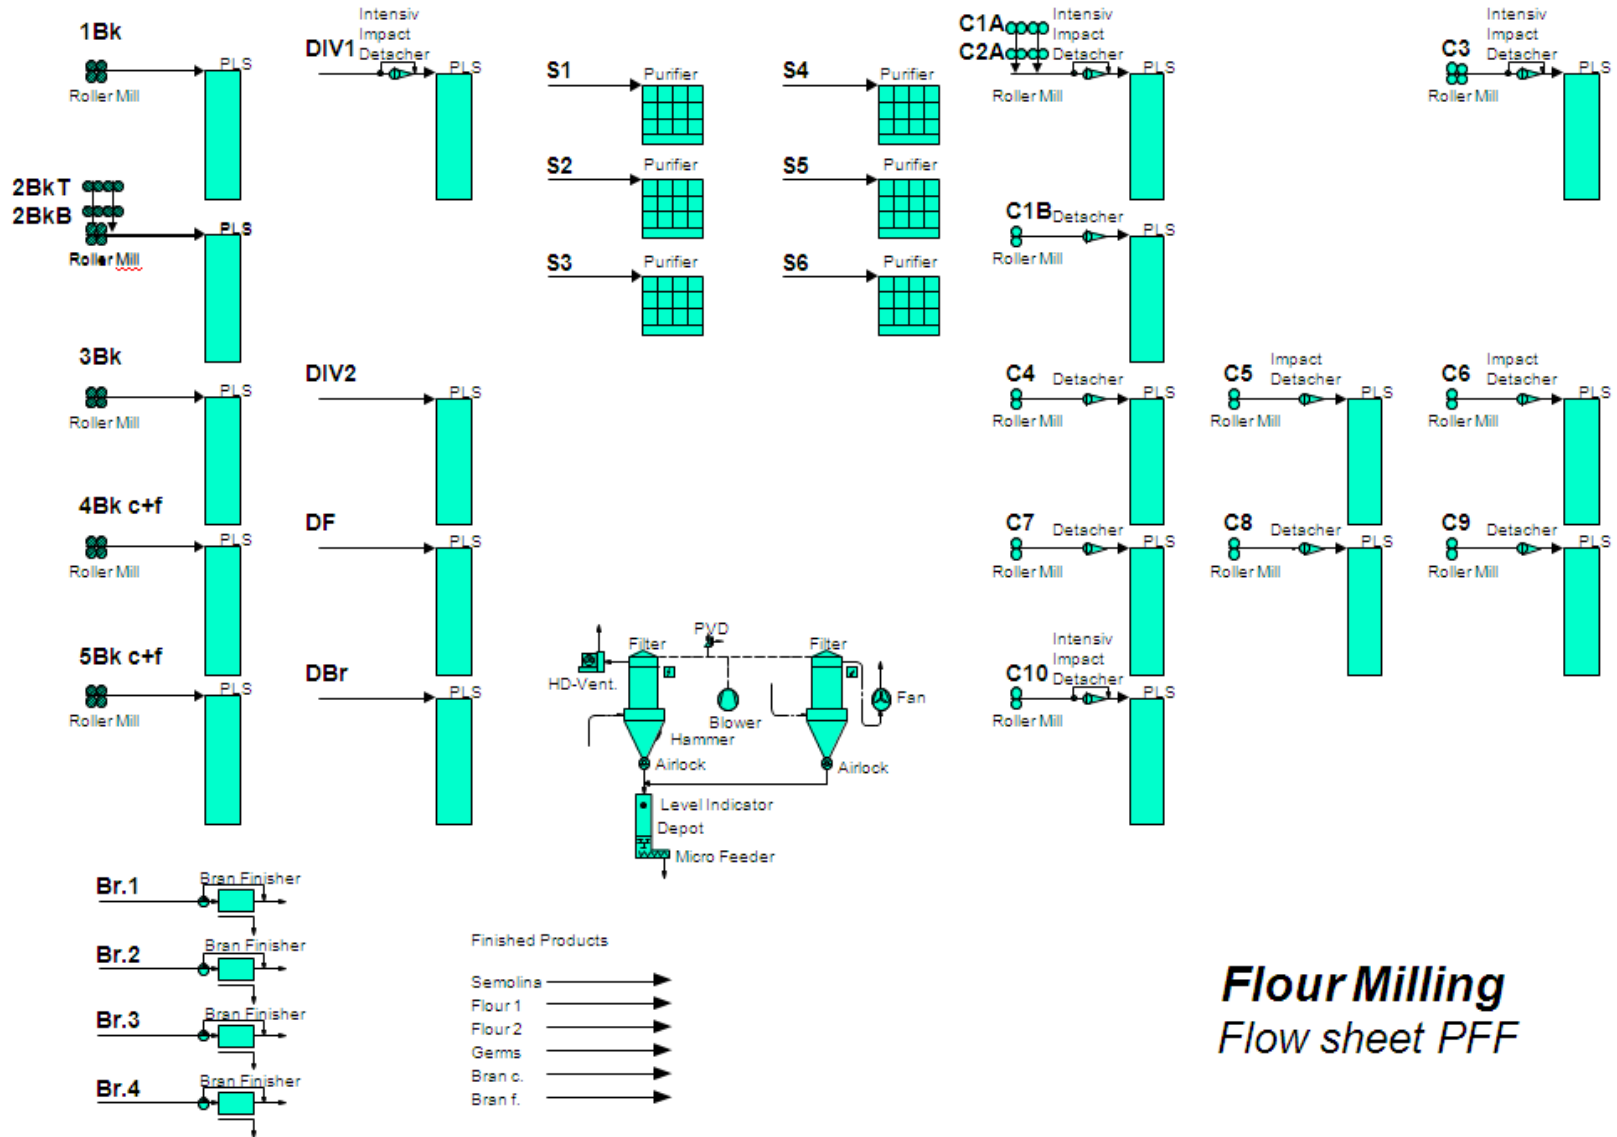 1Bk
PLS
Roller Mill
2BkT
2BkB
PLS
Roller Mill
3Bk
PLS
Roller Mill
4Bk c+f
PLS
Roller Mill
5Bk c+f
PLS
Roller Mill
Intensiv
Impact
Detacher
DIV1
PLS
DIV2
PLS
DF
PLS
DBr
PLS
S1
Purifier
S2
Purifier
S3
Purifier
S4
Purifier
S5
Purifier
S6
Purifier
C1A
C2A
Intensiv
Impact
Detacher
PLS
Roller Mill
C1B
Detacher
PLS
Roller Mill
C3
Intensiv
Impact
Detacher
PLS
Roller Mill
C4
Detacher
PLS
Roller Mill
C5
Impact
Detacher
PLS
Roller Mill
C6
Impact
Detacher
PLS
Roller Mill
C7
Detacher
PLS
Roller Mill
C8
Detacher
PLS
Roller Mill
C9
Detacher
PLS
Roller Mill
C10
Intensiv
Impact
Detacher
PLS
Roller Mill
PVD
Filter
Filter
HD-Vent.
Fan
Blower
Hammer
Airlock
Airlock
Level Indicator
Depot
Micro Feeder
Br.1
Bran Finisher
Br.2
Bran Finisher
Br.3
Bran Finisher
Br.4
Bran Finisher
Finished Products
Semolina
Flour 1
Flour 2
Germs
Bran c.
Bran f.
Flour Milling
Flow sheet PFF